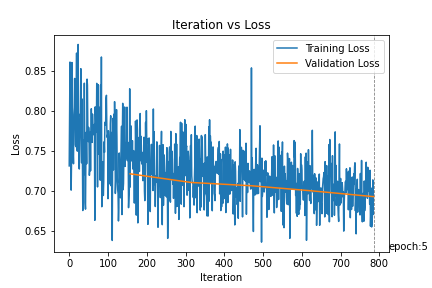 Iteration vs Loss
Training Loss
Validation Loss
Loss
0.85
0.80
0.75
0.70
0.65
0 100 200 300 400 500 600 700 800
epoch:5
Iteration